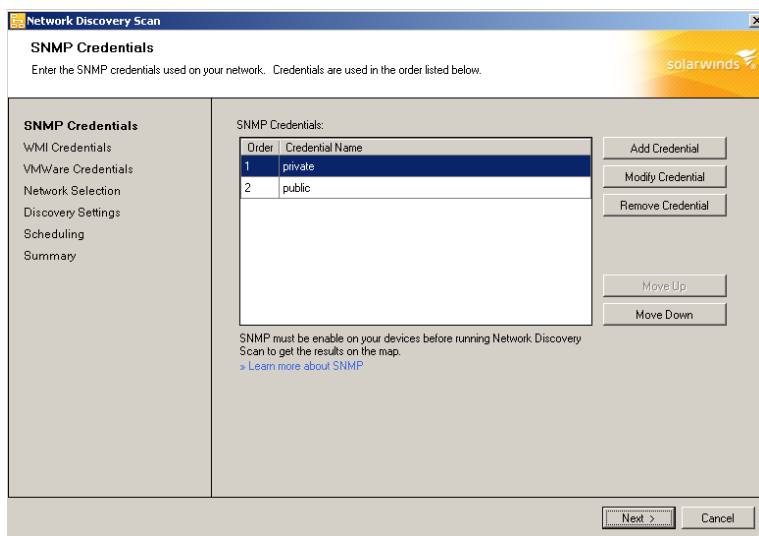 Network Discovery Scan
SNMP Credentials
Enter the SNMP credentials used on your network. Credentials are used in the order listed below.
solarwinds
SNMP Credentials
WMI Credentials
VMWare Credentials
Network Selection
Discovery Settings
Scheduling
Summary
SNMP Credentials:
Order Credential Name
1 private
2 public
Add Credential
Modify Credential
Remove Credential
Move Up
Move Down
SNMP must be enable on your devices before running Network Discovery
Scan to get the results on the map.
» Learn more about SNMP
Next >
Cancel